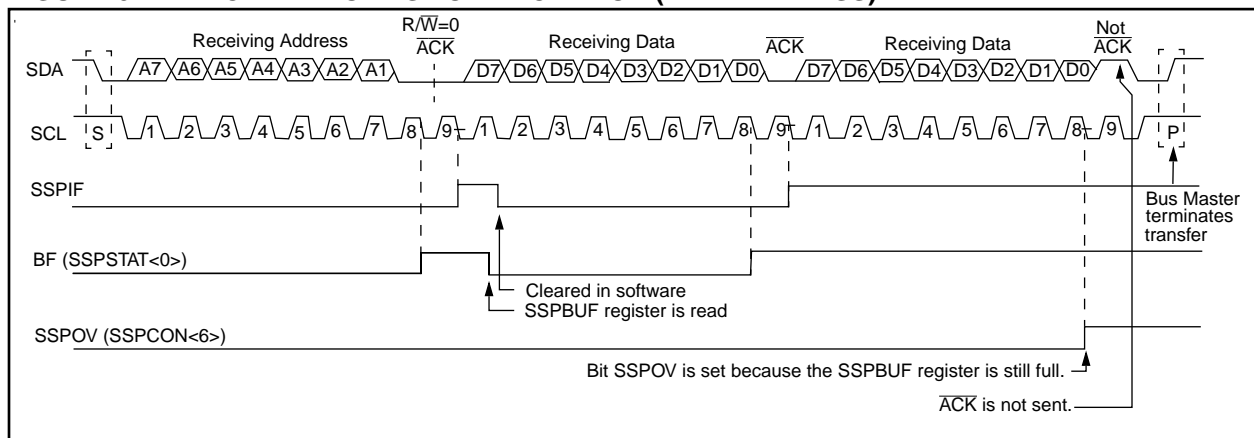 R/W=0
Not
Receiving Address ACK Receiving Data ACK Receiving Data ACK
SDA A7 A6 A5 A4 A3 A2 A1 D7 D6 D5 D4 D3 D2 D1 D0 D7 D6 D5 D4 D3 D2 D1 D0
SCL S 1 2 3 4 5 6 7 8 9 1 2 3 4 5 6 7 8 9 1 2 3 4 5 6 7 8 9 P
SSPIF
Bus Master
terminates
transfer
BF (SSPSTAT<0>)
Cleared in software
SSPBUF register is read
SSPOV (SSPCON<6>)
Bit SSPOV is set because the SSPBUF register is still full.
ACK is not sent.